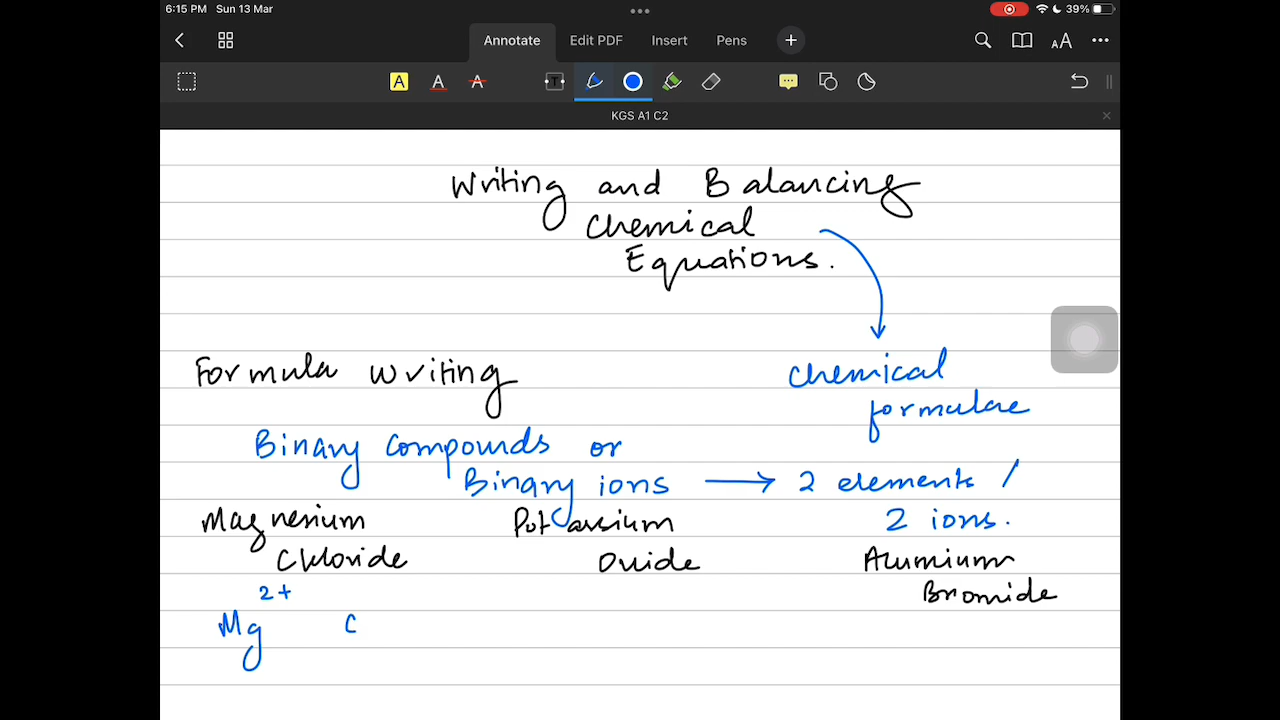 6:15 PM Sun 13 Mar
39%
Annotate Edit PDF Insert Pens
KGS A1 C2
Writing and Balancing
Chemical
Equations.
Formula writing
Chemical
formulae
Binary Compounds or
Binary ions → 2 elements /
2 ions.
Magnesium
Chloride
Potassium
Oxide
Alumium
Bromide
2+
Mg C